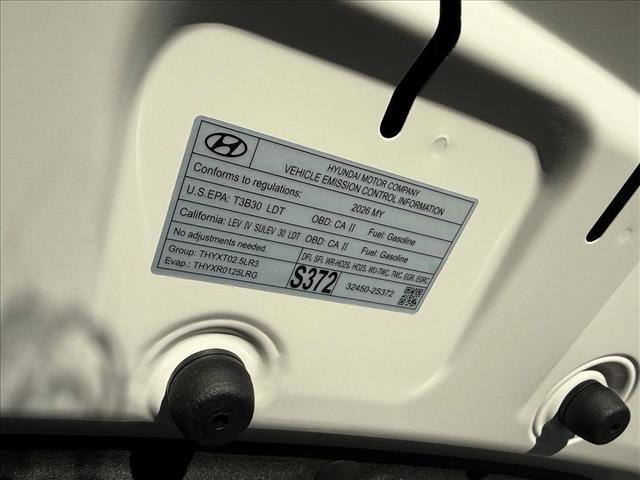 HYUNDAI MOTOR COMPANY
VEHICLE EMISSION CONTROL INFORMATION
Conforms to regulations: 2026 MY
U.S.EPA: T3B30 LDT OBD: CA II Fuel: Gasoline
California: LEV IV SULEV 30 LDT OBD: CA II Fuel: Gasoline
No adjustments needed. DFI, SFI, WR-HO2S, HO2S, WU-TWC, TWC, EGR, EGRC
Group: THYXT02.5LR3
Evap.: THYXR0125LRG
S372
32450-2S372